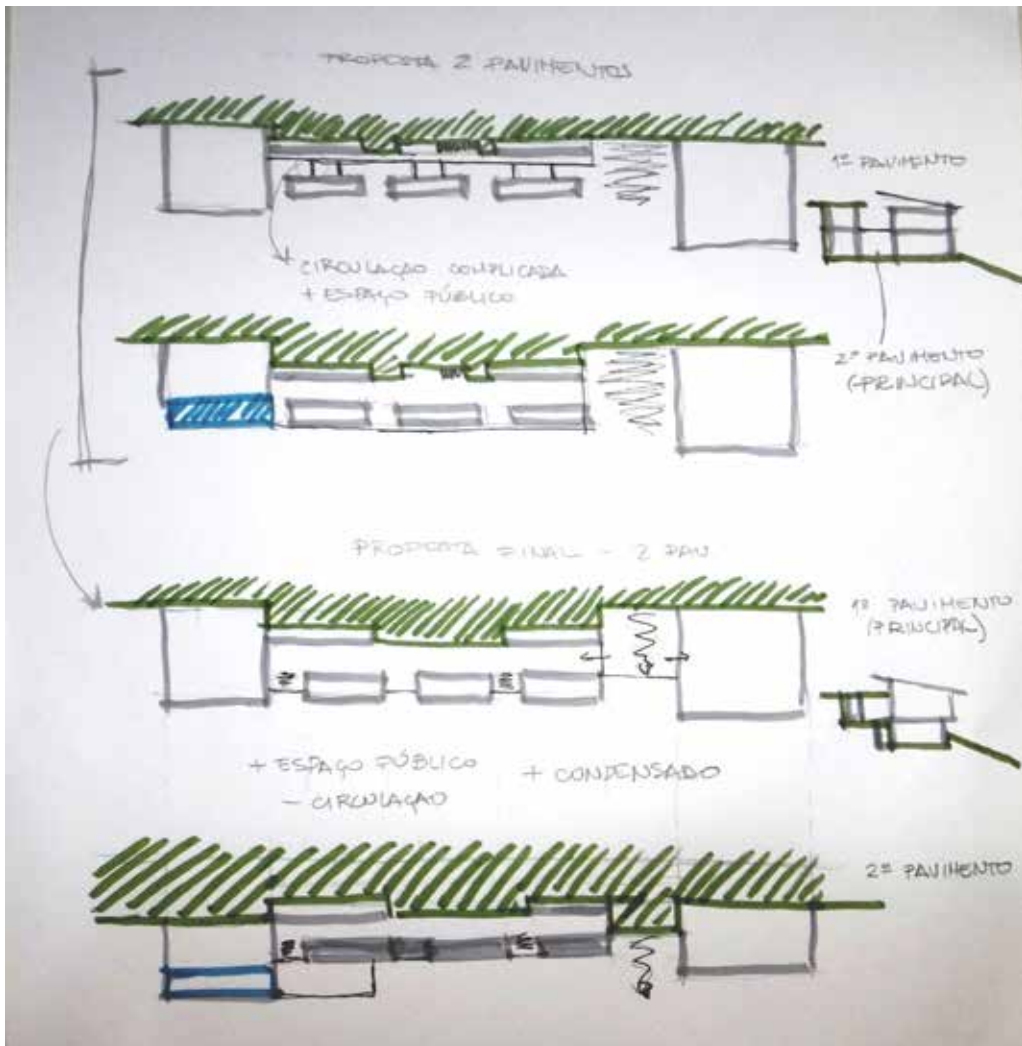 PROPOSTA 2 PAVIMENTOS
1º PAVIMENTO
CIRCULAÇÃO COMPLICADA
+ ESPAÇO PÚBLICO
2º PAVIMENTO
(PRINCIPAL)
PROPOSTA FINAL - 2 PAV
1º PAVIMENTO
(PRINCIPAL)
+ ESPAÇO PÚBLICO
- CIRCULAÇÃO
+ CONDENSADO
2º PAVIMENTO